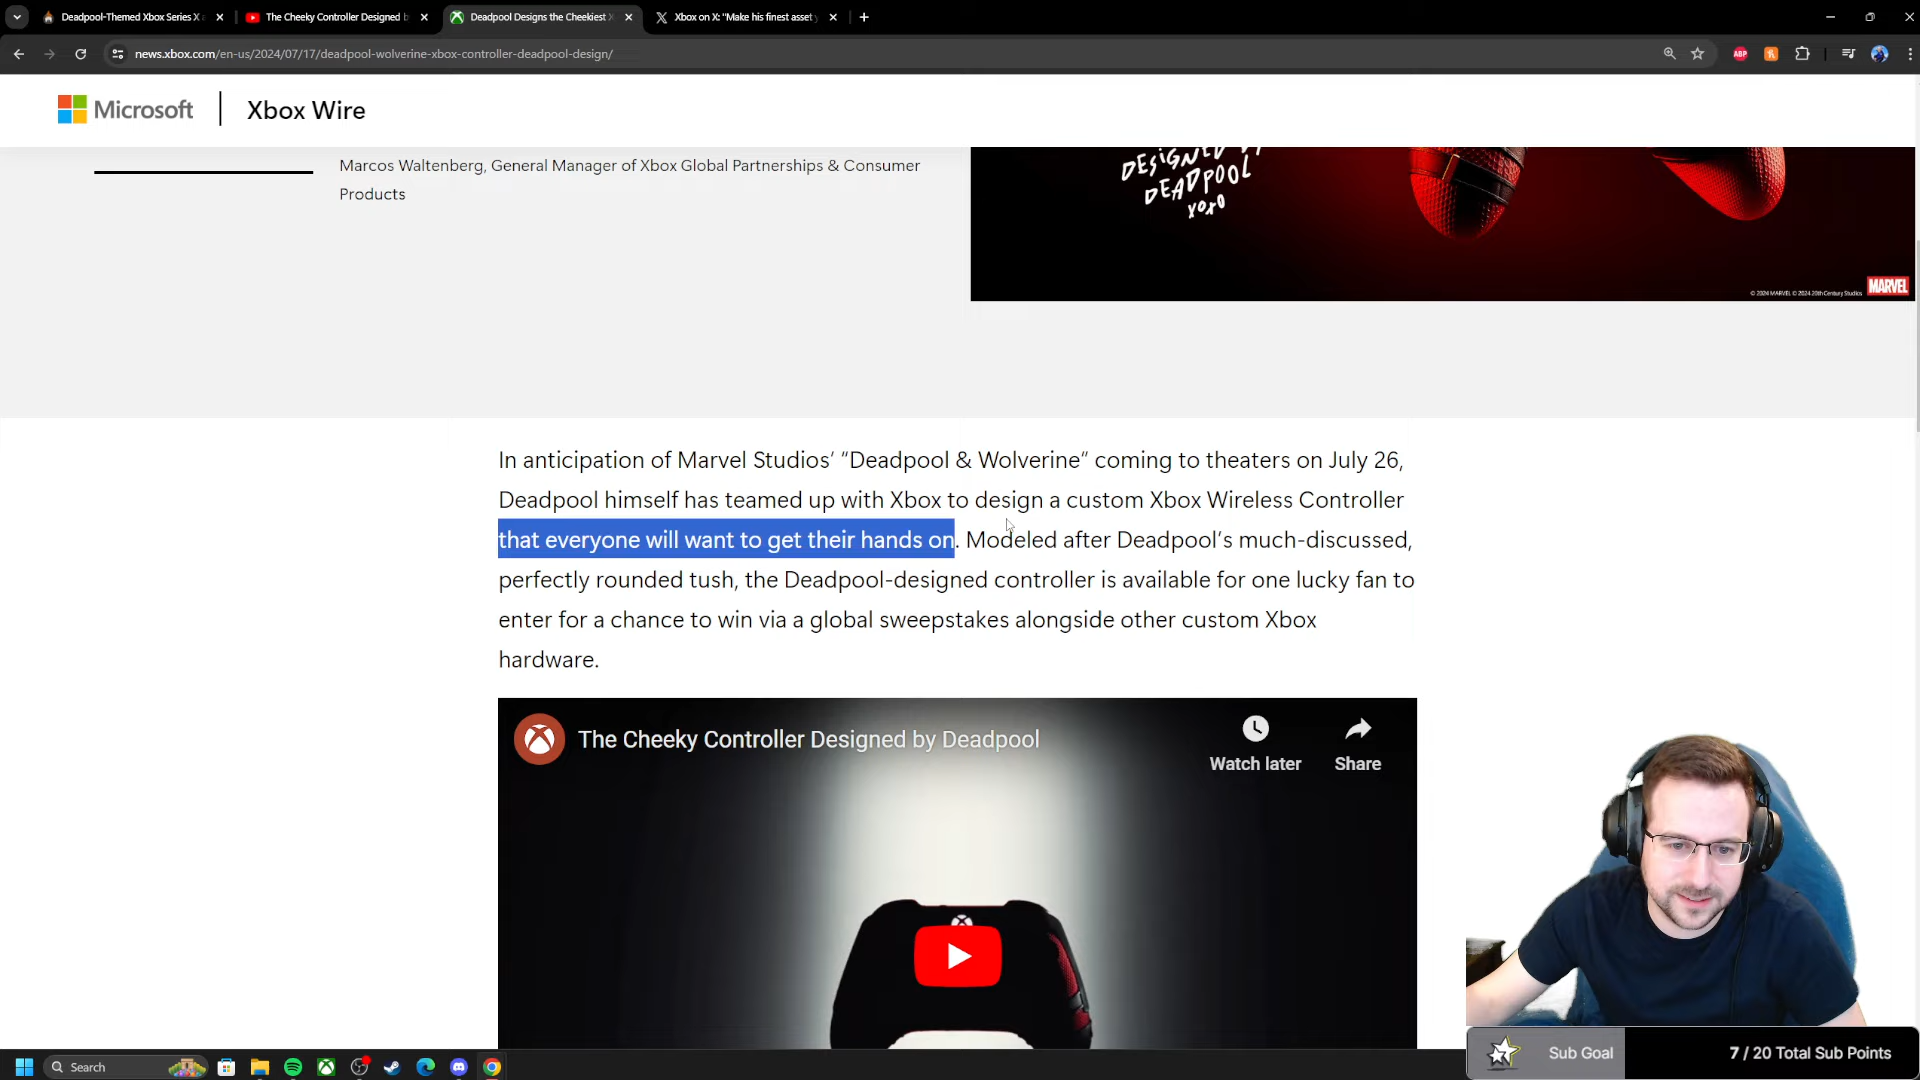 Deadpool-Themed Xbox Series X a
The Cheeky Controller Designed b
Deadpool Designs the Cheekiest X
Xbox on X: "Make his finest asset y
news.xbox.com/en-us/2024/07/17/deadpool-wolverine-xbox-controller-deadpool-design/
ABP
Microsoft
Xbox Wire
Marcos Waltenberg, General Manager of Xbox Global Partnerships & Consumer
Products
DESIGNED BY
DEADPOOL
XOXO
© 2024 MARVEL © 2024 20th Century Studios
MARVEL
In anticipation of Marvel Studios’ “Deadpool & Wolverine” coming to theaters on July 26,
Deadpool himself has teamed up with Xbox to design a custom Xbox Wireless Controller
that everyone will want to get their hands on. Modeled after Deadpool’s much-discussed,
perfectly rounded tush, the Deadpool-designed controller is available for one lucky fan to
enter for a chance to win via a global sweepstakes alongside other custom Xbox
hardware.
The Cheeky Controller Designed by Deadpool
Watch later
Share
Search
Sub Goal
7 / 20 Total Sub Points